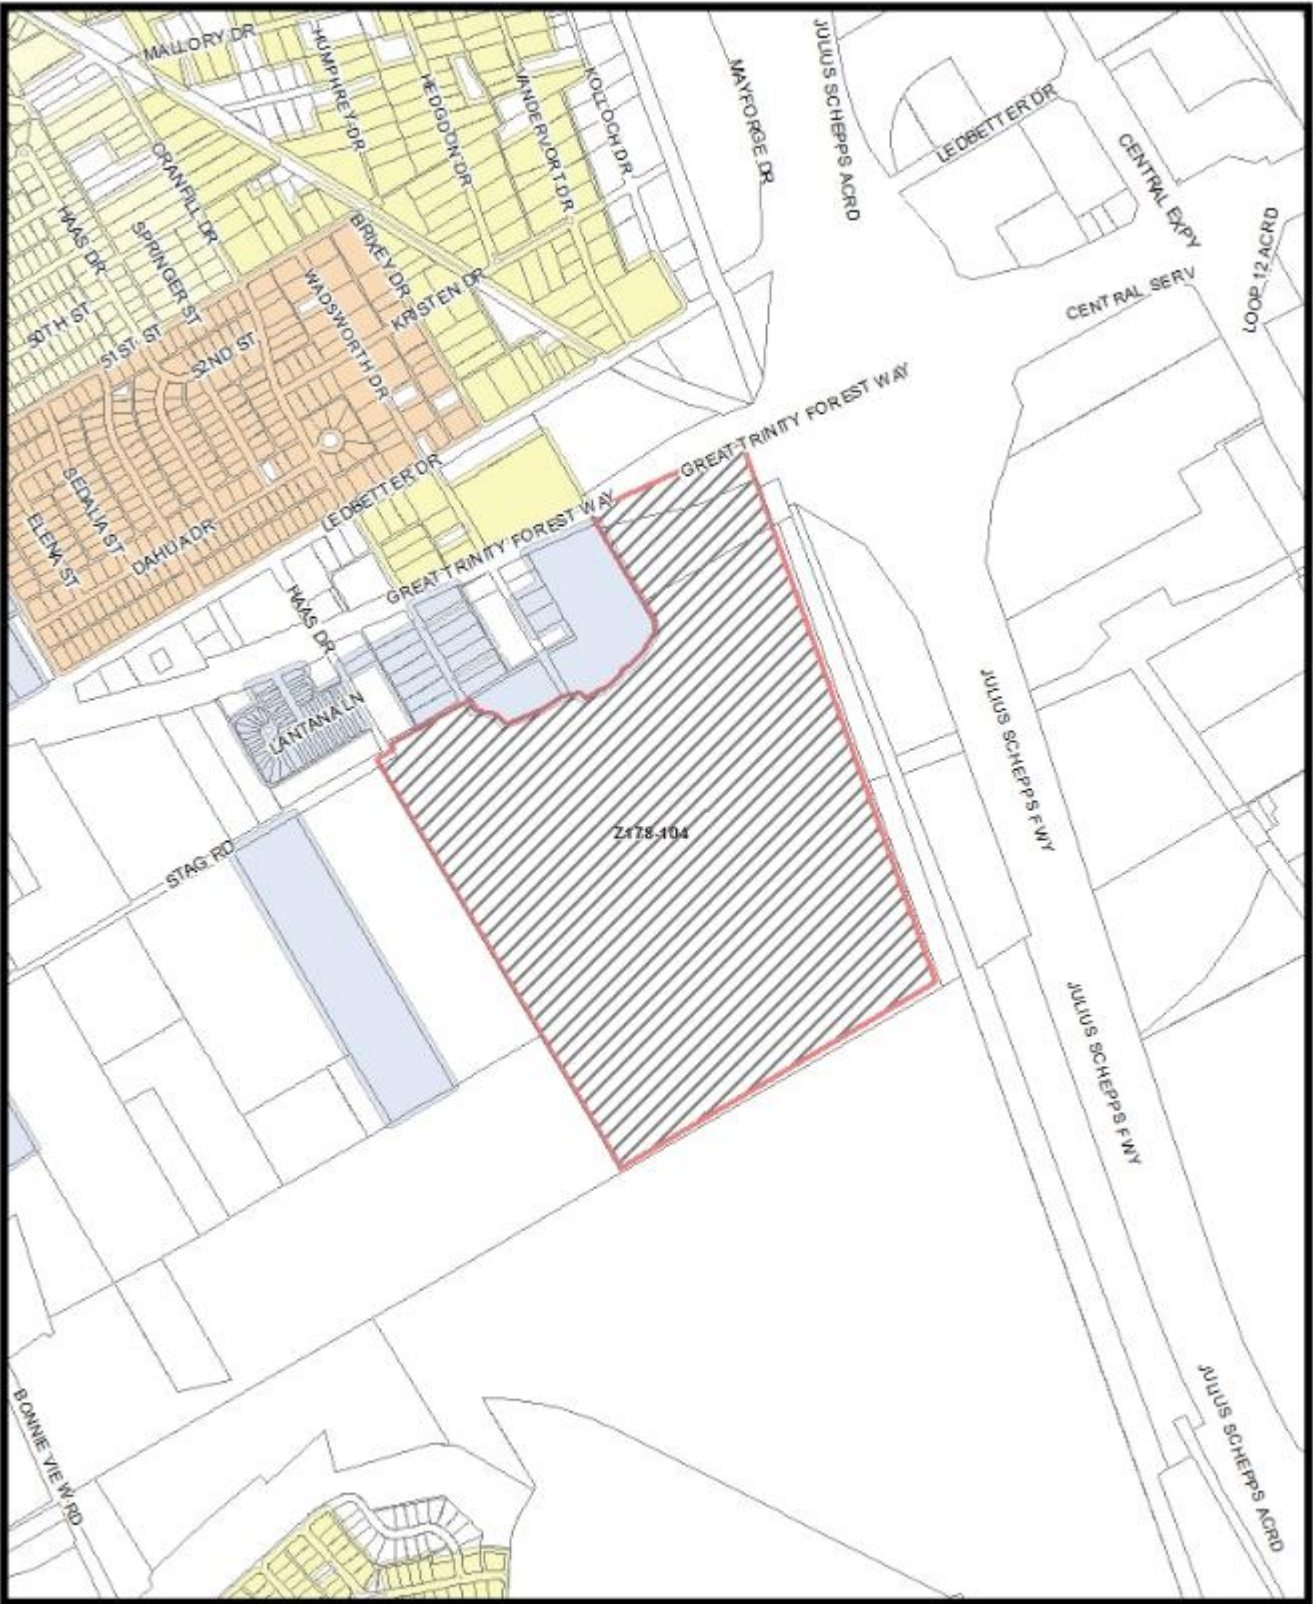 MALLORY DR
HUMPHREY DR
HEDGDON DR
VANDERVORT DR
KOLLOCH DR
MAYFORGE DR
JULIUS SCHEPPS ACRD
LEDBETTER DR
CENTRAL EXPY
LOOP 12 ACRD
CENTRAL SERV
CRANFILL DR
HAAS DR
SPRINGER ST
BRIXEY DR
KRISTEN DR
WADSWORTH DR
50TH ST
51ST ST
52ND ST
GREAT TRINITY FOREST WAY
SEDALIA ST
ELENA ST
DAHLIA DR
LEDBETTER DR
GREAT TRINITY FOREST WAY
HAAS DR
LANTANA LN
STAG RD
Z178-104
JULIUS SCHEPPS FWY
JULIUS SCHEPPS FWY
BONNIE VIEW RD
JULIUS SCHEPPS ACRD